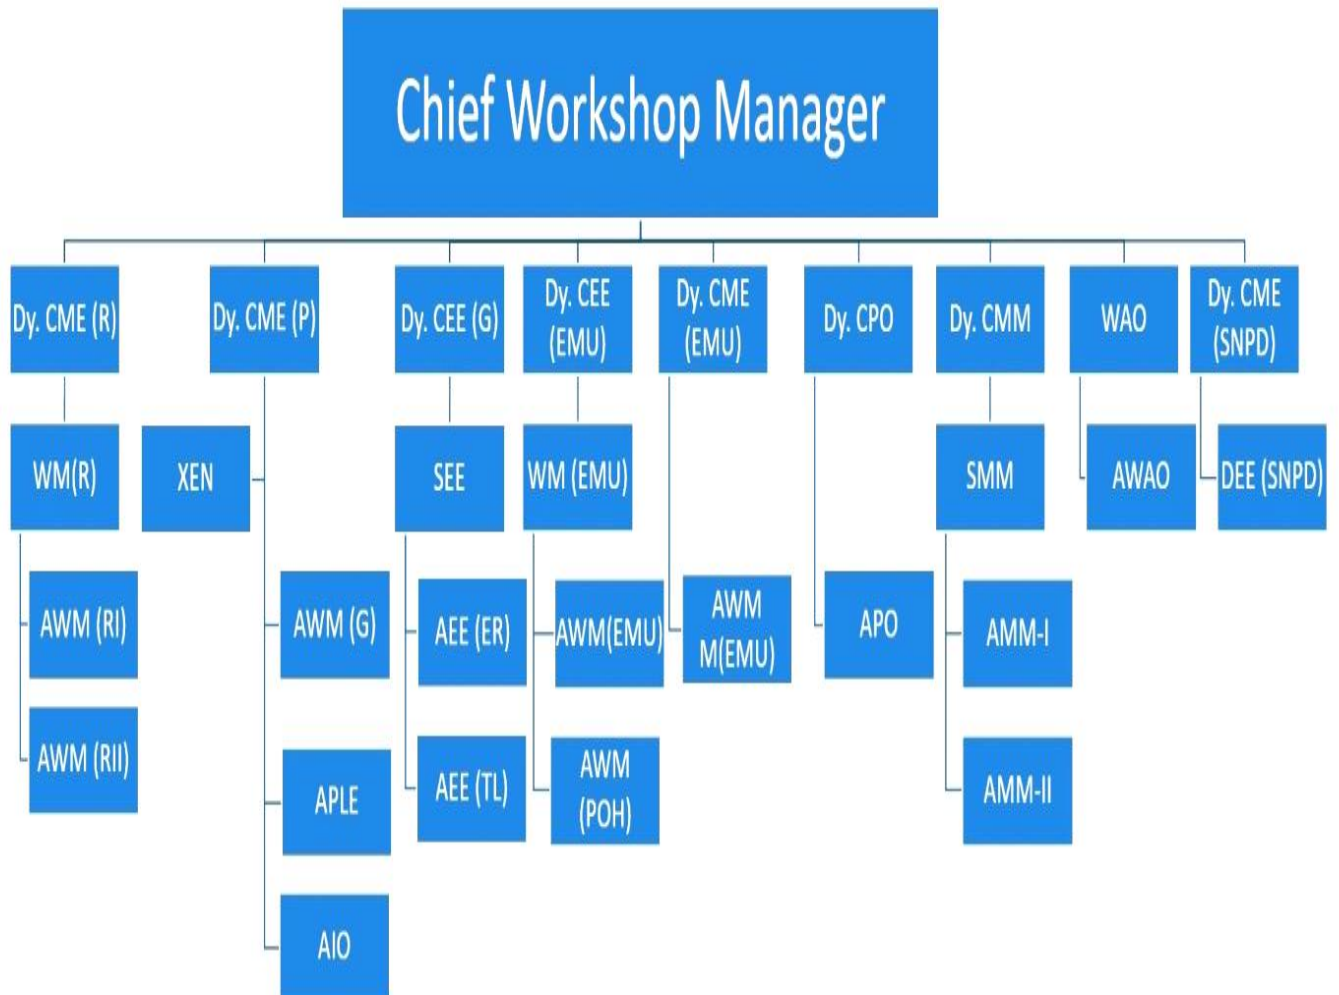 Chief Workshop Manager
Dy. CME (R)
Dy. CME (P)
Dy. CEE (G)
Dy. CEE
(EMU)
Dy. CME
(EMU)
Dy. CPO
Dy. CMM
WAO
Dy. CME
(SNPD)
WM(R)
XEN
SEE
WM (EMU)
SMM
AWAO
DEE (SNPD)
AWM (RI)
AWM (G)
AEE (ER)
AWM(EMU)
AWM
M(EMU)
APO
AMM-I
AWM (RII)
APLE
AEE (TL)
AWM
(POH)
AMM-II
AIO